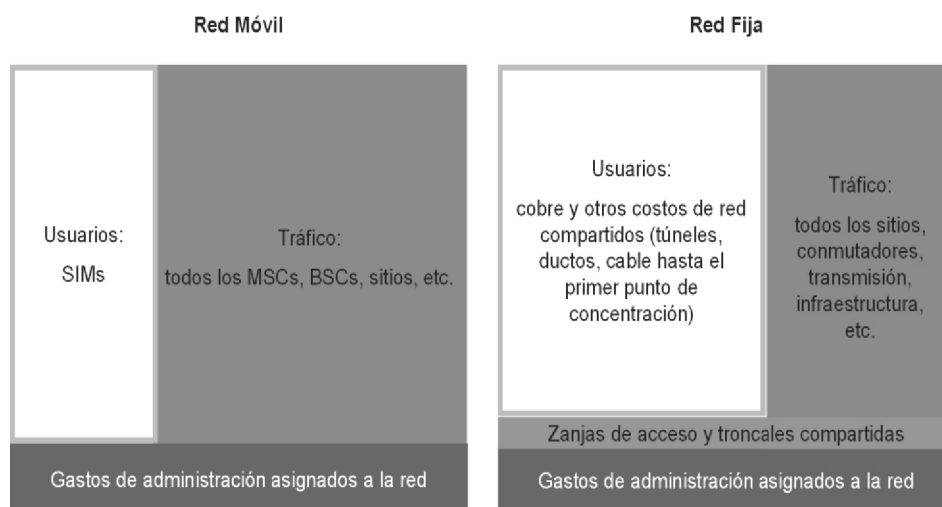 Red Móvil
Usuarios:
SIMs
Tráfico:
todos los MSCs, BSCs, sitios, etc.
Gastos de administración asignados a la red
Red Fija
Usuarios:
cobre y otros costos de red
compartidos (túneles,
ductos, cable hasta el
primer punto de
concentración)
Tráfico:
todos los sitios,
conmutadores,
transmisión,
infraestructura,
etc.
Zanjas de acceso y troncales compartidas
Gastos de administración asignados a la red